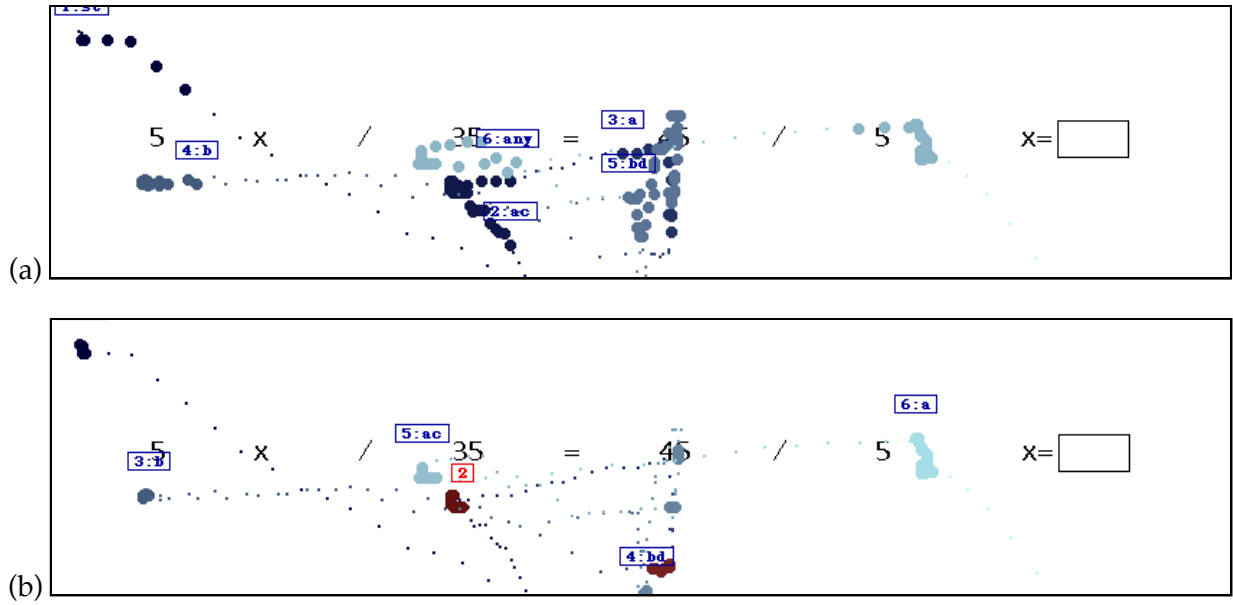 3:a
5 x / 35 6:any = 45 / 5 x=
4:b 5:bd
2:ac
(a)
6:a
5:ac
5 x / 35 = 45 / 5 x=
3:b 2
4:bd
(b)